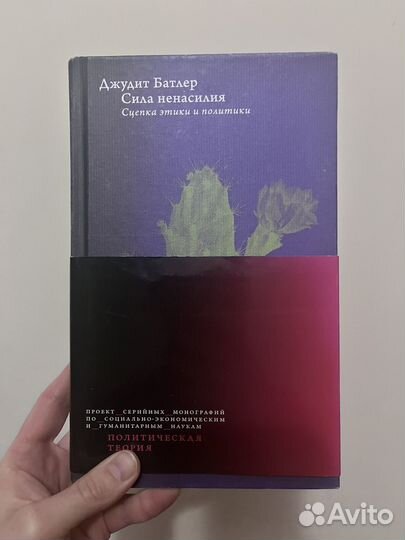 Джудит Батлер
Сила ненасилия
Сцепка этики и политики
ПРОЕКТ_СЕРИЙНЫХ_МОНОГРАФИЙ
ПО_СОЦИАЛЬНО-ЭКОНОМИЧЕСКИМ
И_ГУМАНИТАРНЫМ_НАУКАМ
ПОЛИТИЧЕСКАЯ
ТЕОРИЯ
Avito